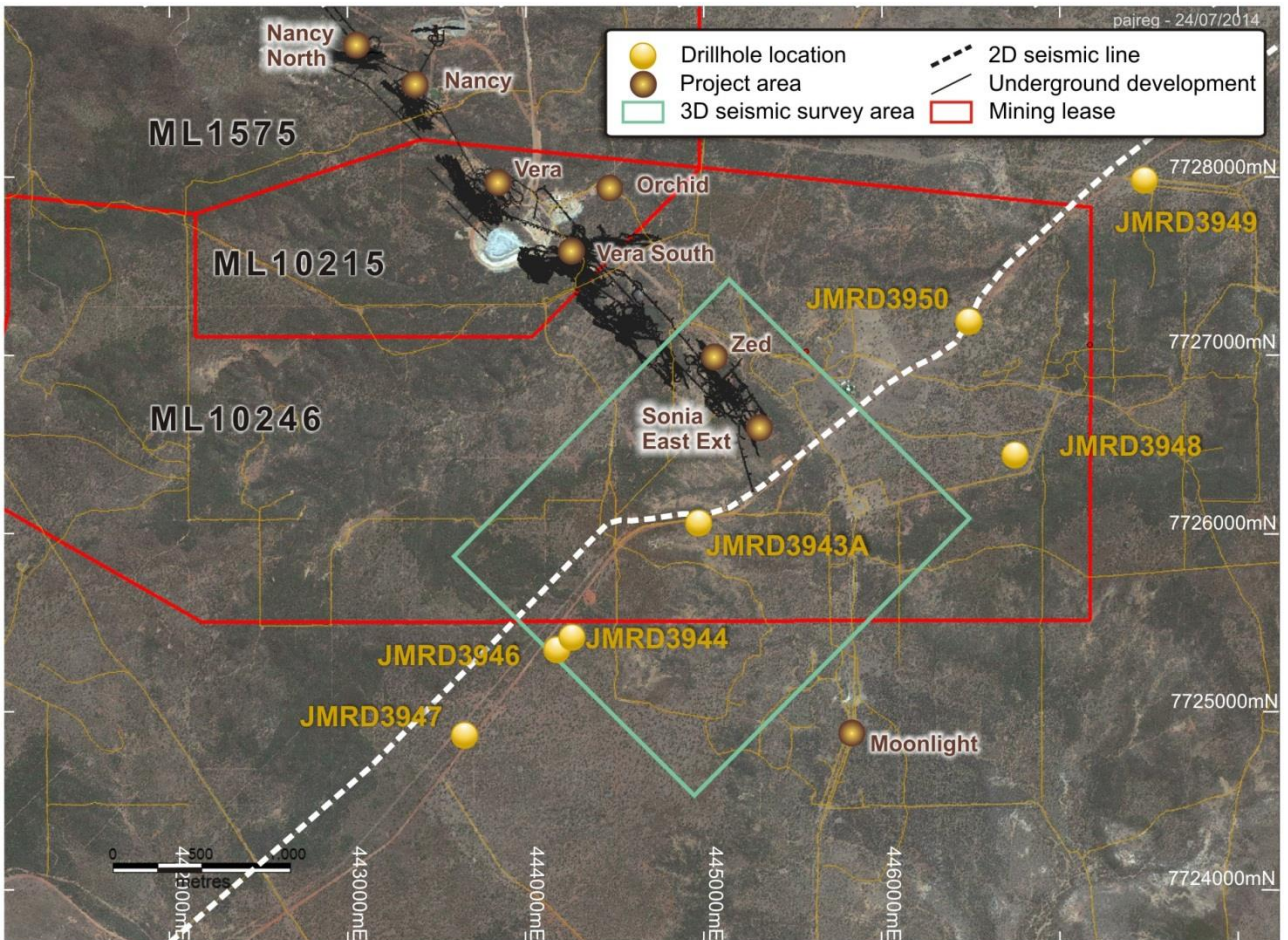 pajreg - 24/07/2014
Drillhole location
Project area
3D seismic survey area
2D seismic line
Underground development
Mining lease
Nancy
North
Nancy
ML1575
Vera
Orchid
7728000mN
JMRD3949
ML10215
Vera South
JMRD3950
Zed
7727000mN
ML10246
Sonia
East Ext
JMRD3948
JMRD3943A
7726000mN
JMRD3946
JMRD3944
JMRD3947
7725000mN
Moonlight
0
500
metres
443000mE
444000mE
445000mE
446000mE
7724000mN